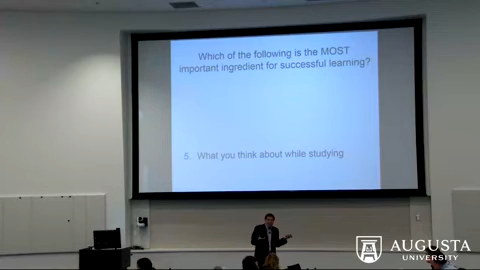 Which of the following is the MOST
important ingredient for successful learning?
5. What you think about while studying
AUGUSTA
UNIVERSITY